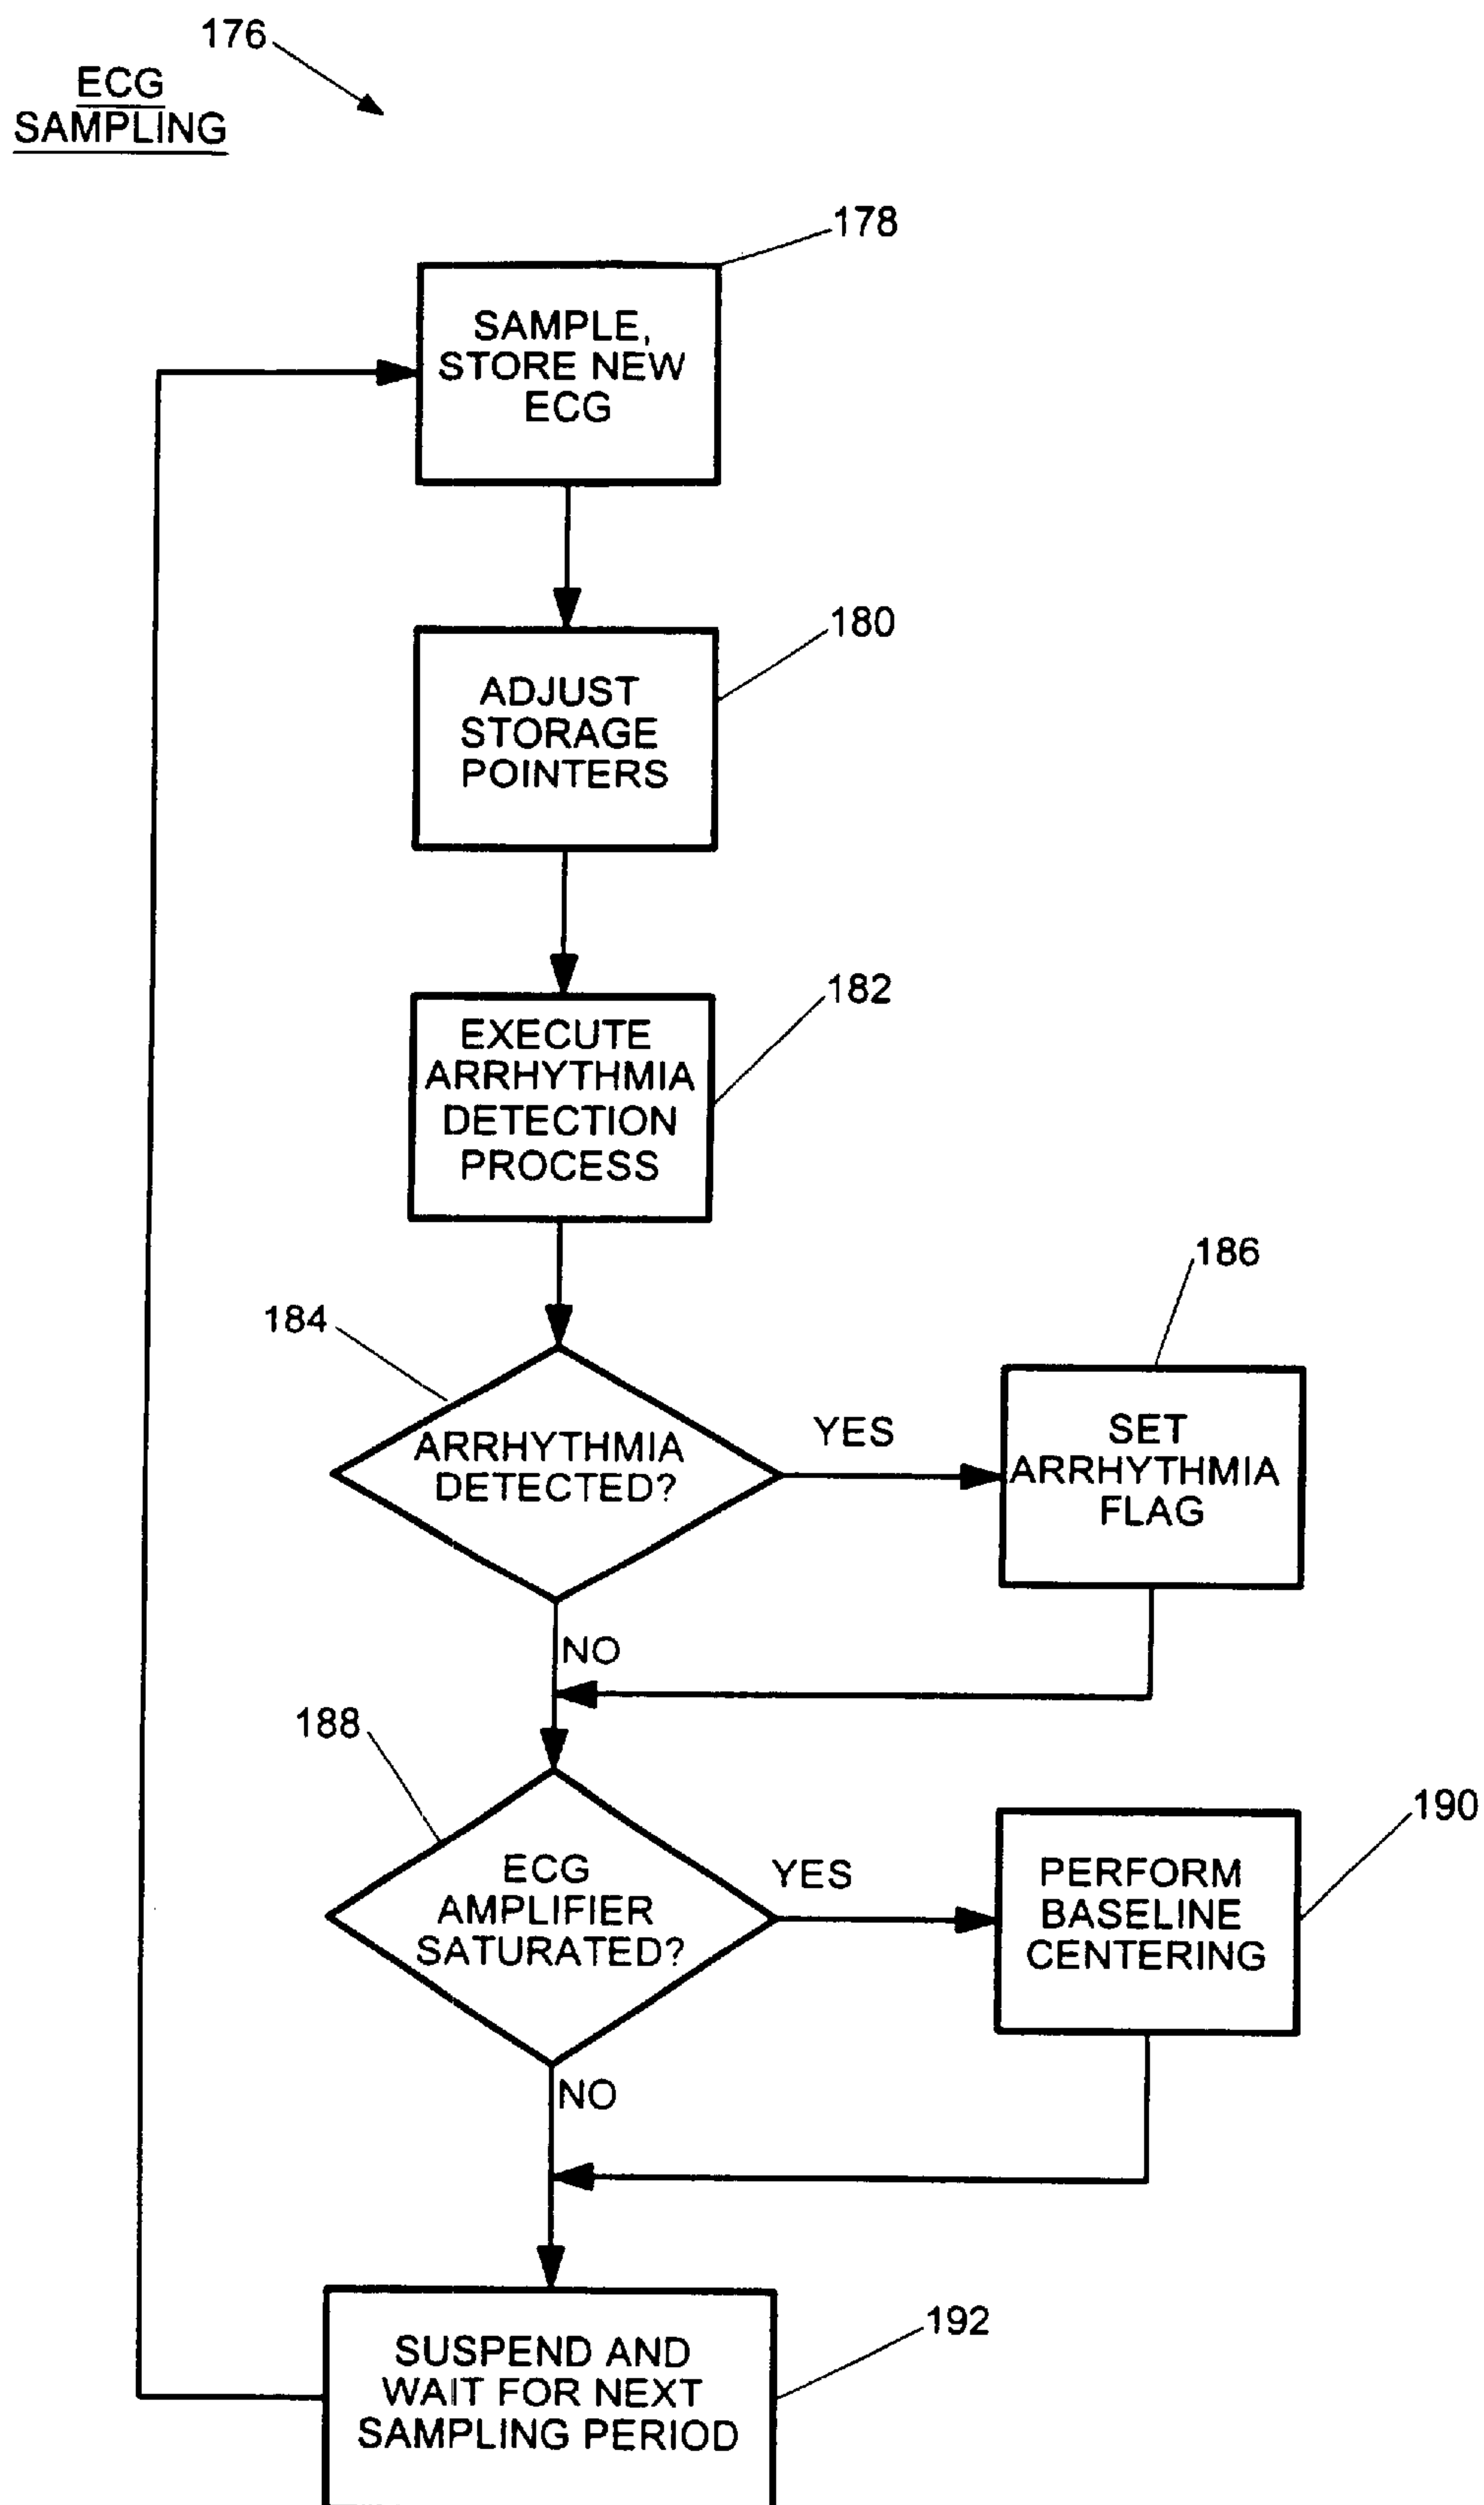 176
ECG
SAMPLING
178
SAMPLE,
STORE NEW
ECG
180
ADJUST
STORAGE
POINTERS
182
EXECUTE
ARRHYTHMIA
DETECTION
PROCESS
184
ARRHYTHMIA
DETECTED?
YES
186
SET
ARRHYTHMIA
FLAG
NO
188
ECG
AMPLIFIER
SATURATED?
YES
190
PERFORM
BASELINE
CENTERING
NO
192
SUSPEND AND
WAIT FOR NEXT
SAMPLING PERIOD